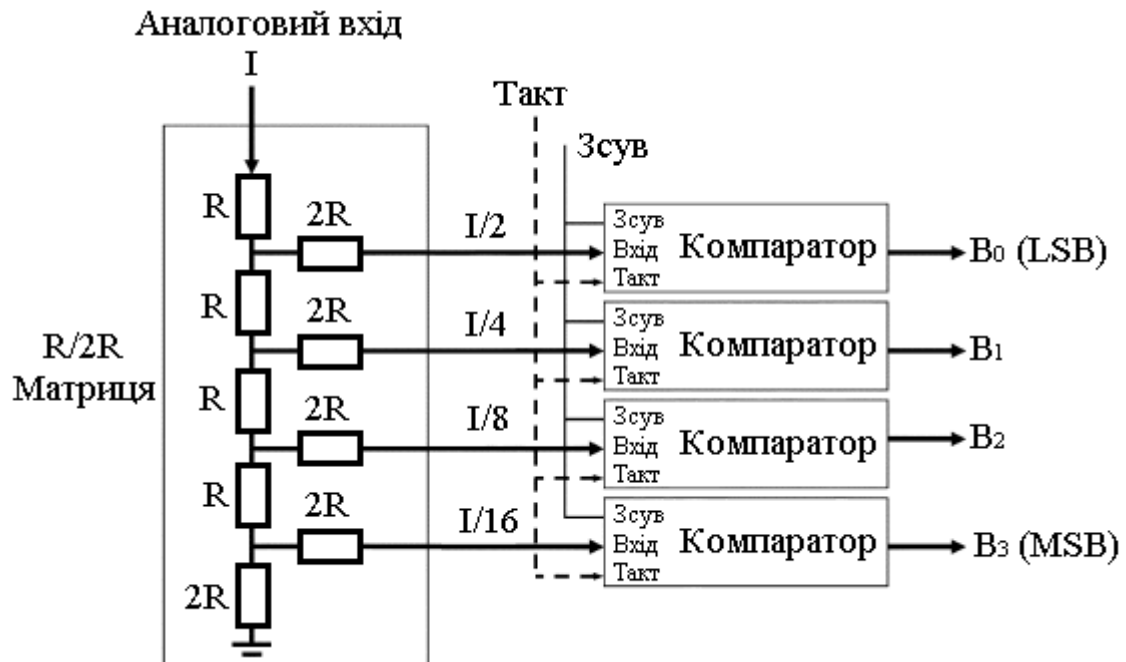 Аналоговий вхід
I
Такт
Зсув
R
2R
I/2
Зсув
Вхід
Такт
Компаратор
B0 (LSB)
R
2R
I/4
Зсув
Вхід
Такт
Компаратор
B1
R/2R
Матриця
R
2R
I/8
Зсув
Вхід
Такт
Компаратор
B2
R
2R
I/16
Зсув
Вхід
Такт
Компаратор
B3 (MSB)
2R